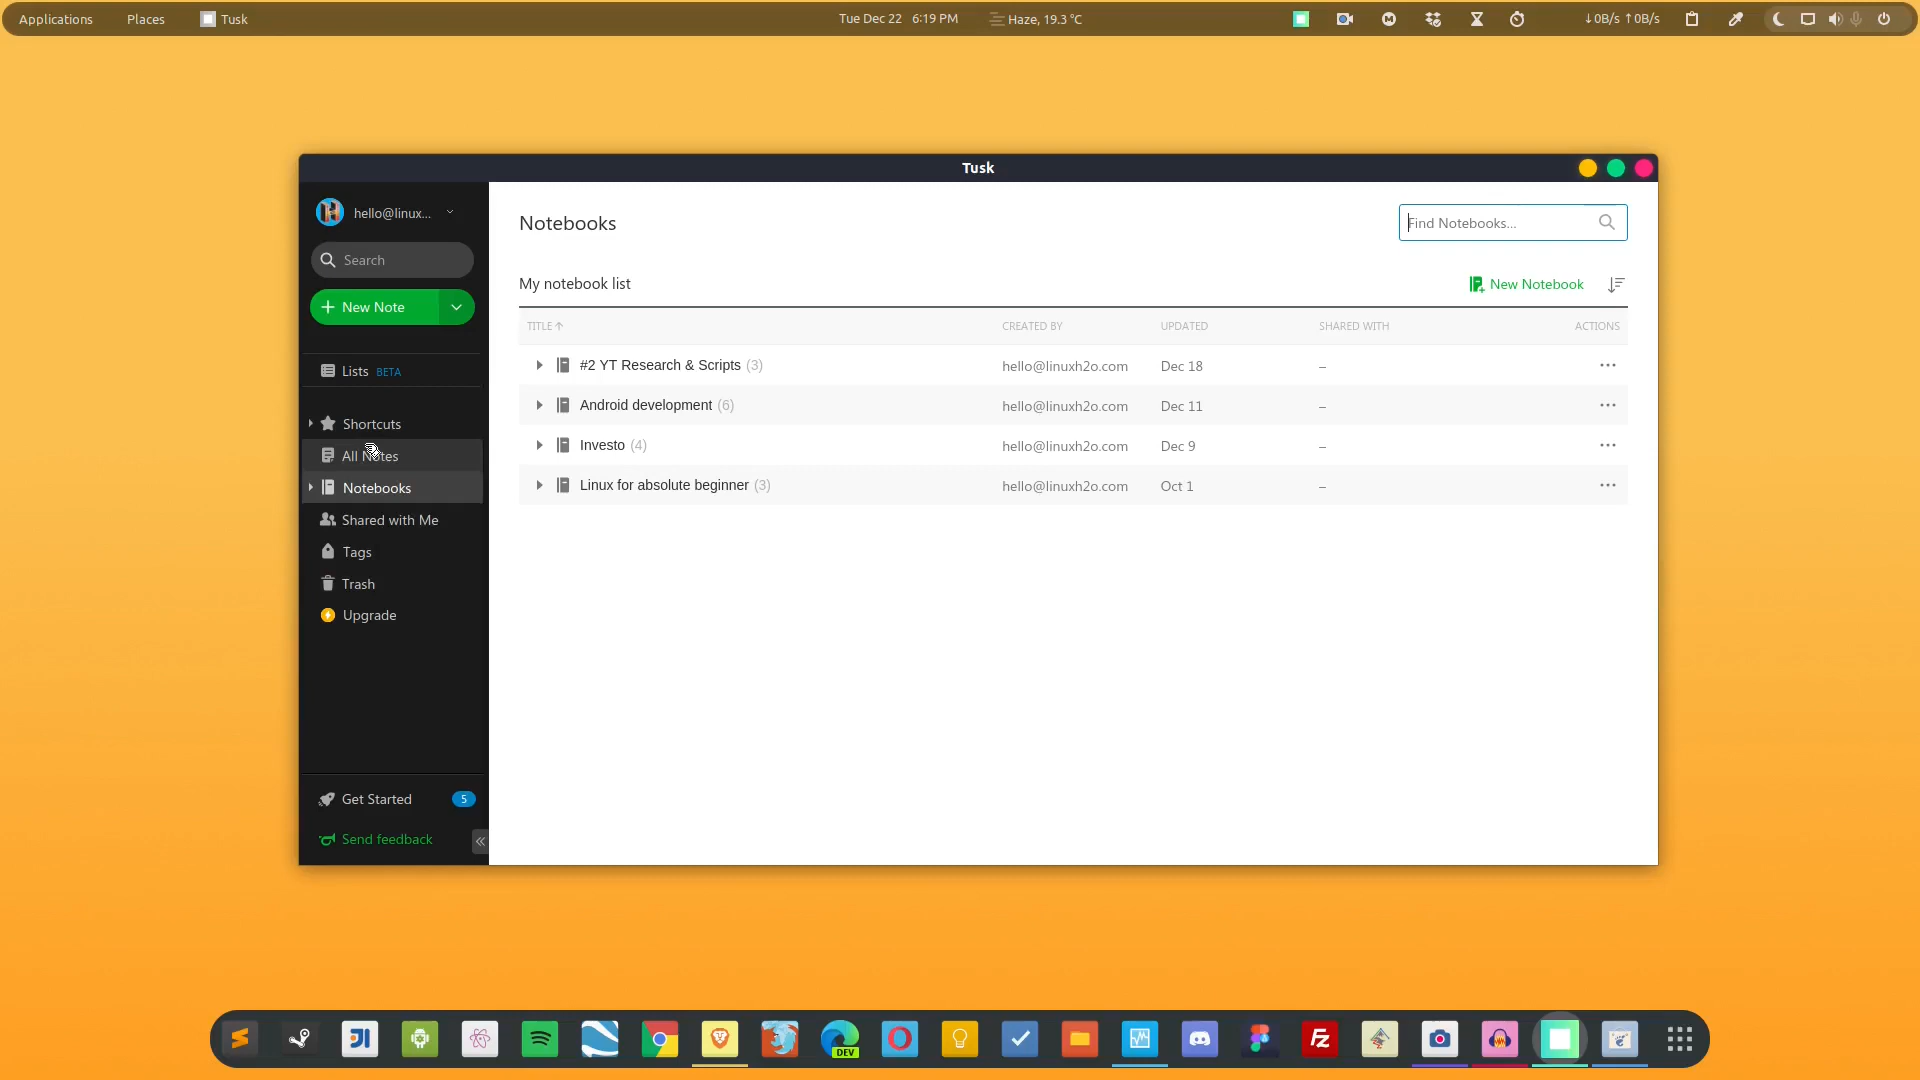 Applications Places Tusk Tue Dec 22 6:19 PM Haze, 19.3 °C ↓0B/s ↑0B/s
Tusk
hello@linux...
Search
New Note
Lists BETA
Shortcuts
All Notes
Notebooks
Shared with Me
Tags
Trash
Upgrade
Get Started 5
Send feedback
Notebooks
Find Notebooks...
My notebook list
New Notebook
TITLE CREATED BY UPDATED SHARED WITH ACTIONS
#2 YT Research & Scripts (3) hello@linuxh2o.com Dec 18 –
Android development (6) hello@linuxh2o.com Dec 11 –
Investo (4) hello@linuxh2o.com Dec 9 –
Linux for absolute beginner (3) hello@linuxh2o.com Oct 1 –
DEV